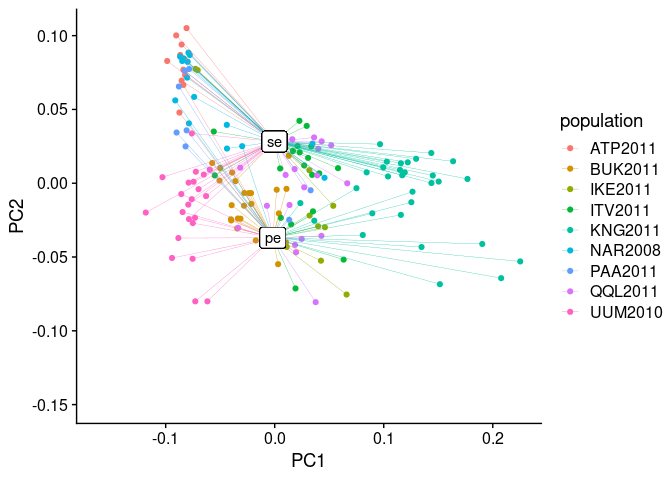 0.10
0.05
0.00
-0.05
-0.10
-0.15
PC2
se
pe
-0.1
0.0
0.1
0.2
PC1
population
ATP2011
BUK2011
IKE2011
ITV2011
KNG2011
NAR2008
PAA2011
QQL2011
UUM2010